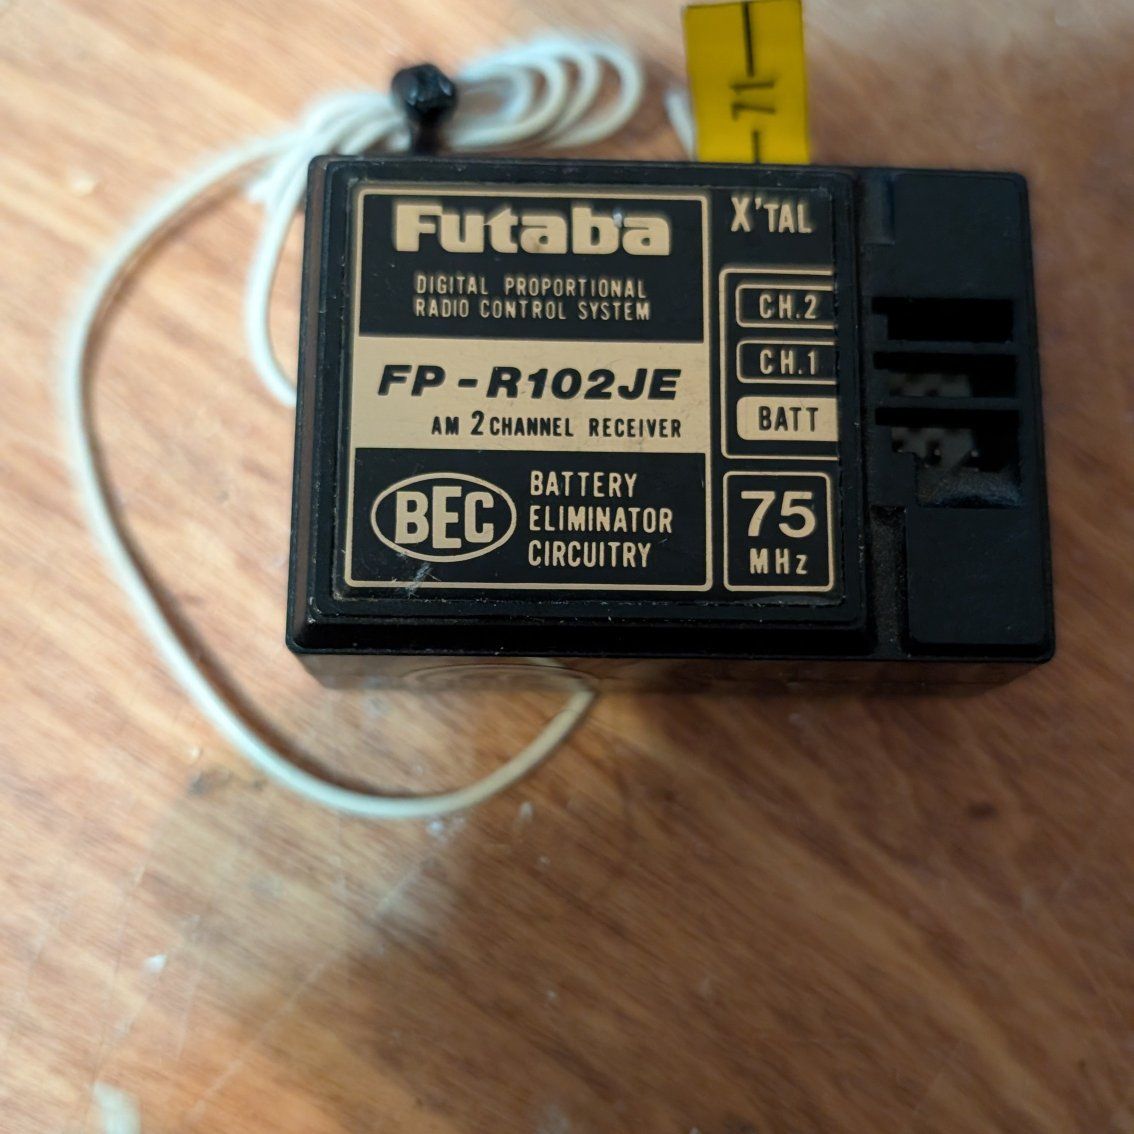 71
Futaba
DIGITAL PROPORTIONAL
RADIO CONTROL SYSTEM
FP-R102JE
AM 2 CHANNEL RECEIVER
BEC
BATTERY
ELIMINATOR
CIRCUITRY
X'TAL
CH.2
CH.1
BATT
75
MHz